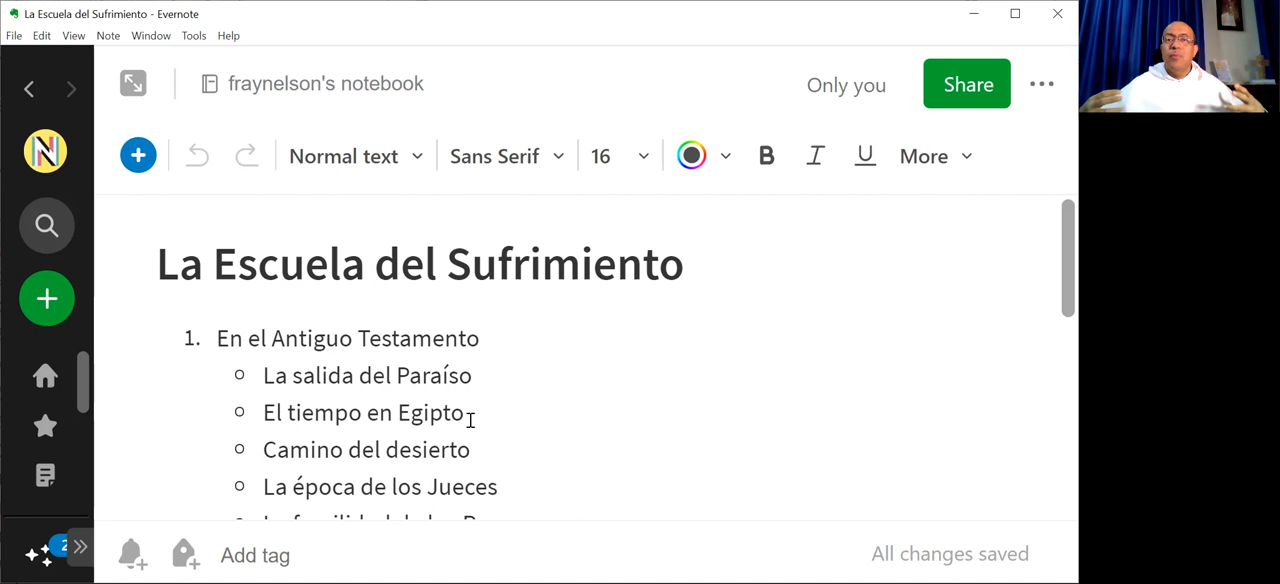 La Escuela del Sufrimiento - Evernote
File Edit View Note Window Tools Help
fraynelson's notebook
Only you
Share
Normal text
Sans Serif
16
B I U More
La Escuela del Sufrimiento
1. En el Antiguo Testamento
La salida del Paraíso
El tiempo en Egipto
Camino del desierto
La época de los Jueces
2
Add tag
All changes saved